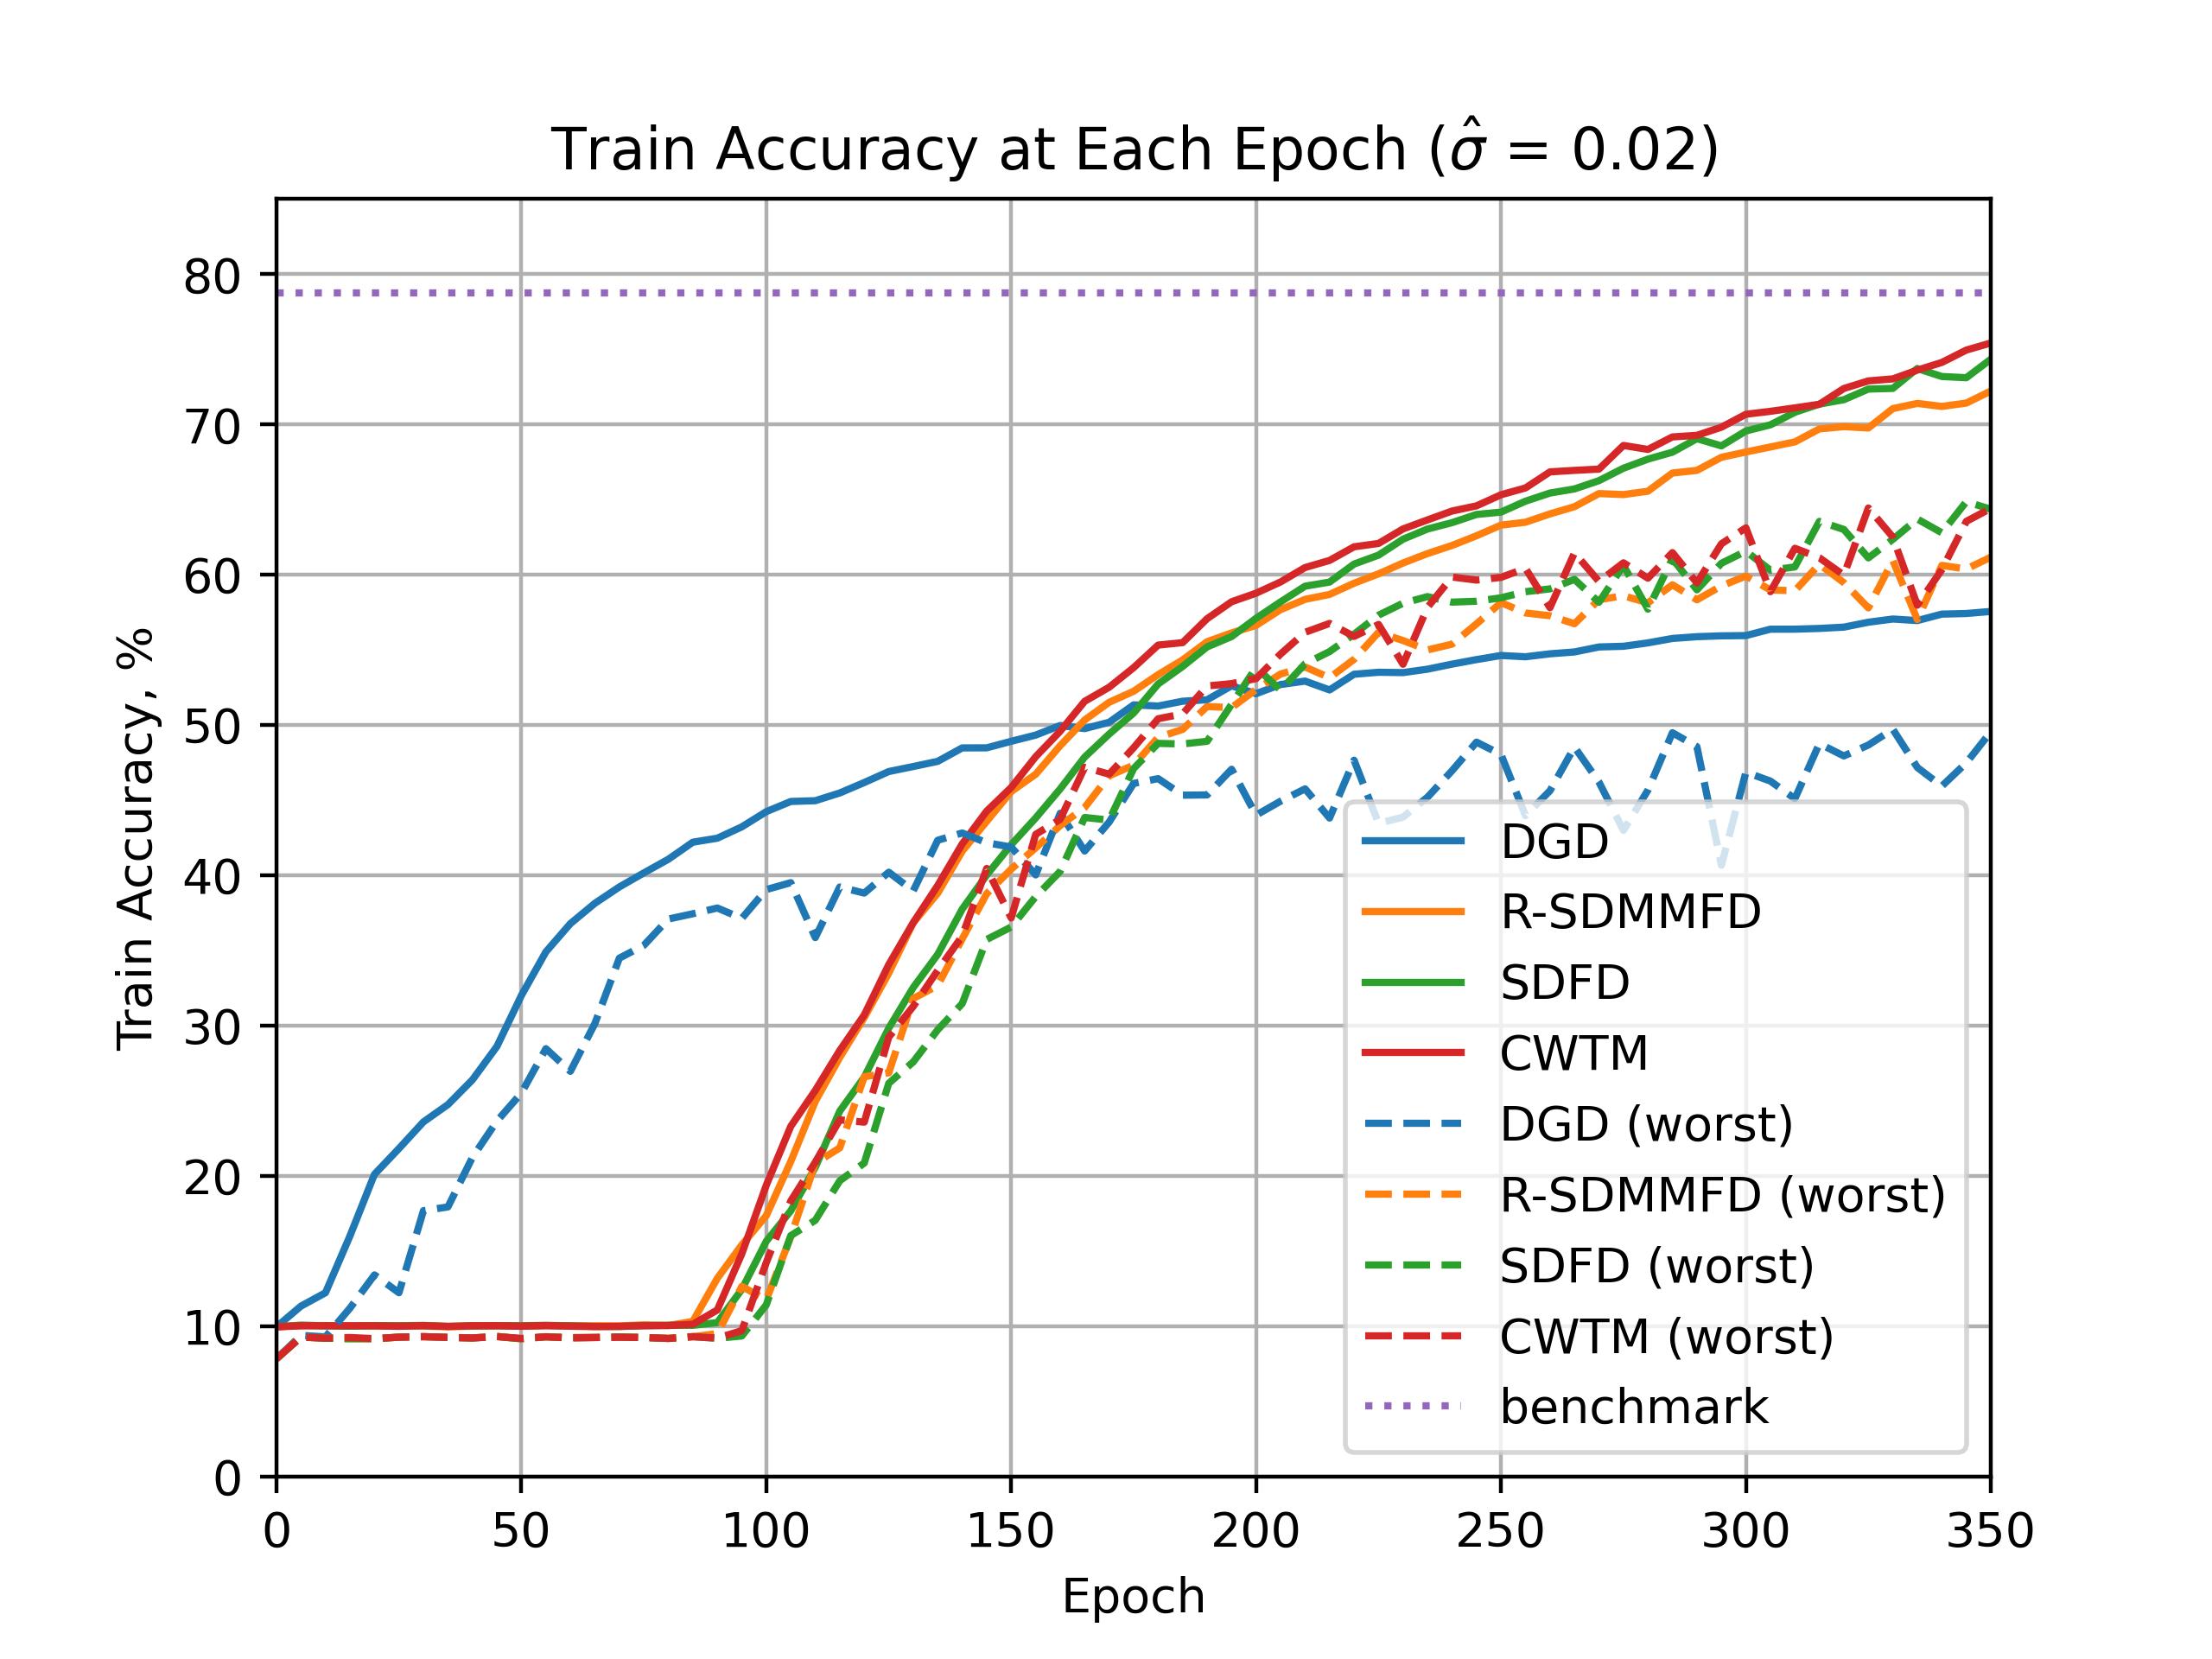 Train Accuracy at Each Epoch (σ̂ = 0.02)
Train Accuracy, %
80
70
60
50
40
30
20
10
0
0 50 100 150 200 250 300 350
Epoch
DGD
R-SDMMFD
SDFD
CWTM
DGD (worst)
R-SDMMFD (worst)
SDFD (worst)
CWTM (worst)
benchmark